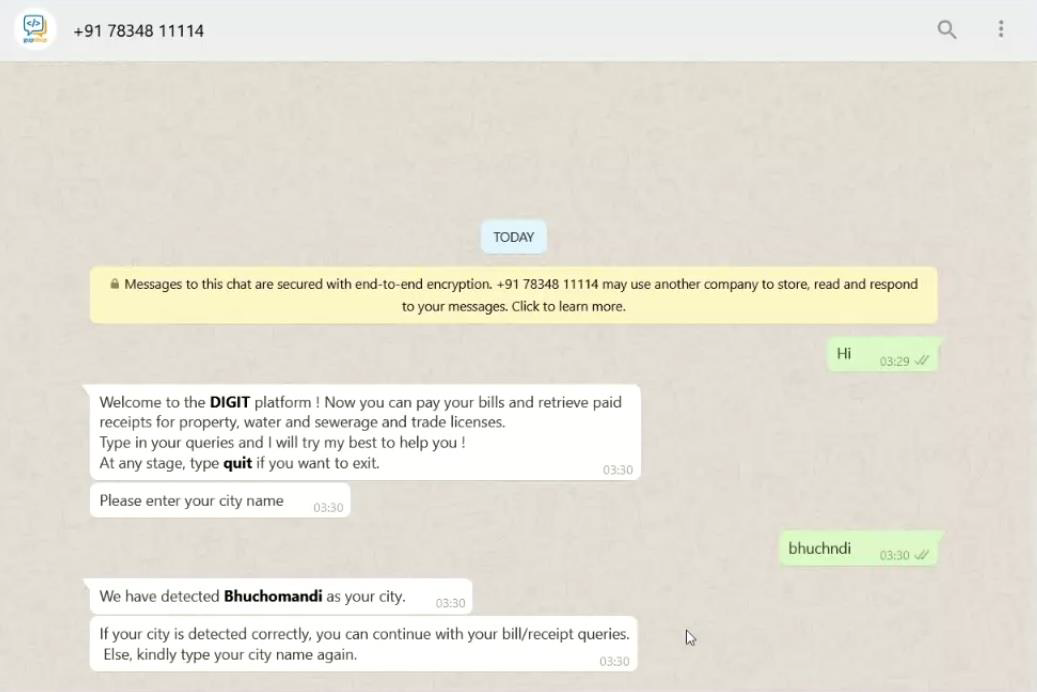 +91 78348 11114
TODAY
Messages to this chat are secured with end-to-end encryption. +91 78348 11114 may use another company to store, read and respond
to your messages. Click to learn more.
Hi 03:29
Welcome to the DIGIT platform ! Now you can pay your bills and retrieve paid
receipts for property, water and sewerage and trade licenses.
Type in your queries and I will try my best to help you !
At any stage, type quit if you want to exit. 03:30
Please enter your city name 03:30
bhuchndi 03:30
We have detected Bhuchomandi as your city. 03:30
If your city is detected correctly, you can continue with your bill/receipt queries.
Else, kindly type your city name again. 03:30